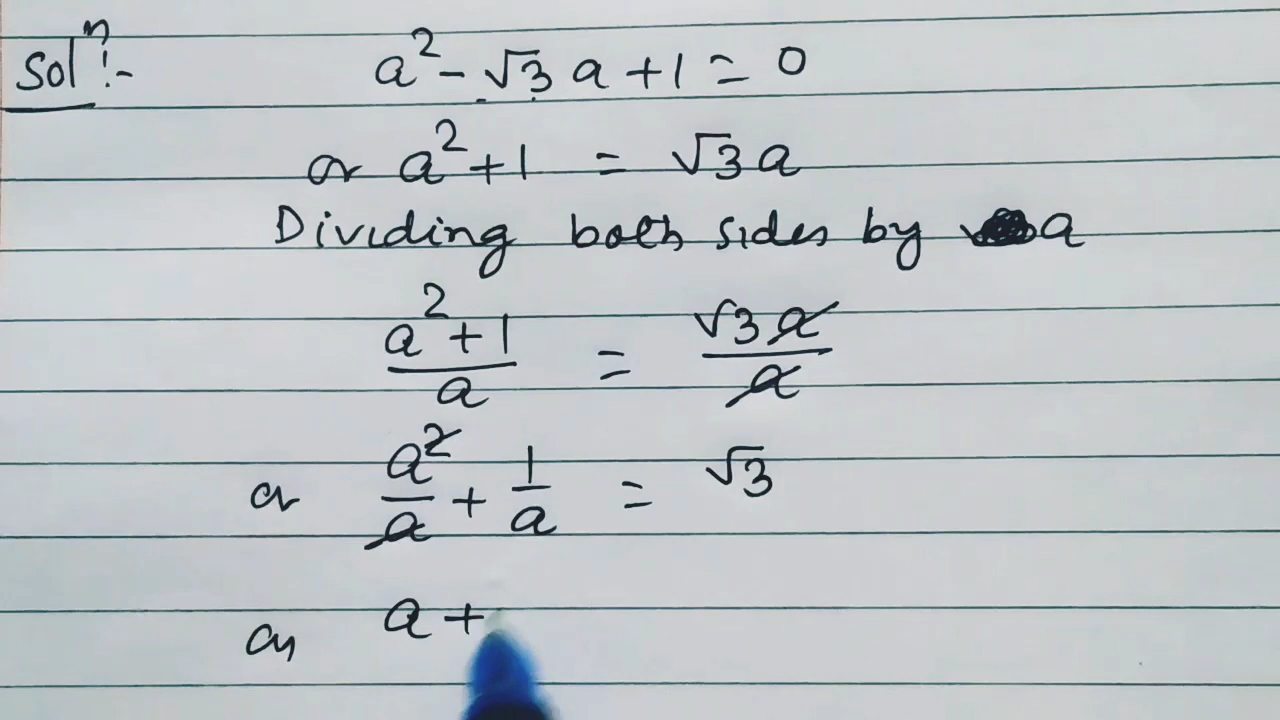 Solⁿ:- a² - √3 a + 1 = 0
or a² + 1 = √3 a
Dividing both sides by a
(a² + 1)/a = √3 a/a
or a²/a + 1/a = √3
or a +